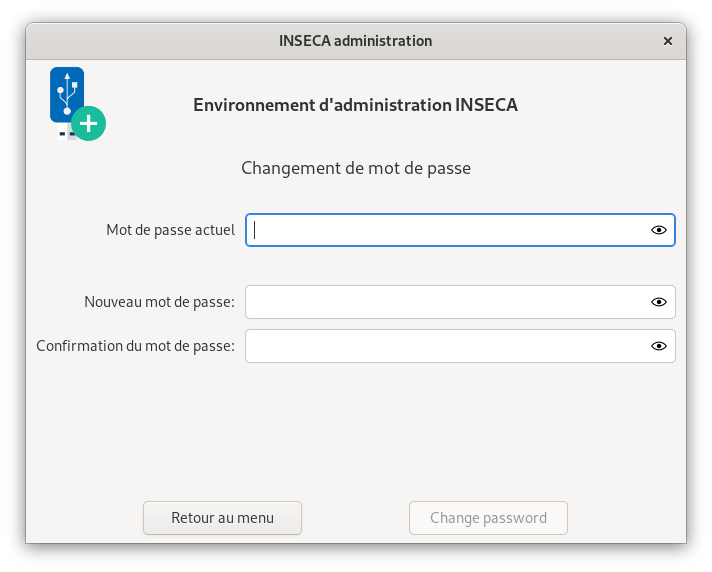 INSECA administration
Environnement d'administration INSECA
Changement de mot de passe
Mot de passe actuel
Nouveau mot de passe:
Confirmation du mot de passe:
Retour au menu
Change password